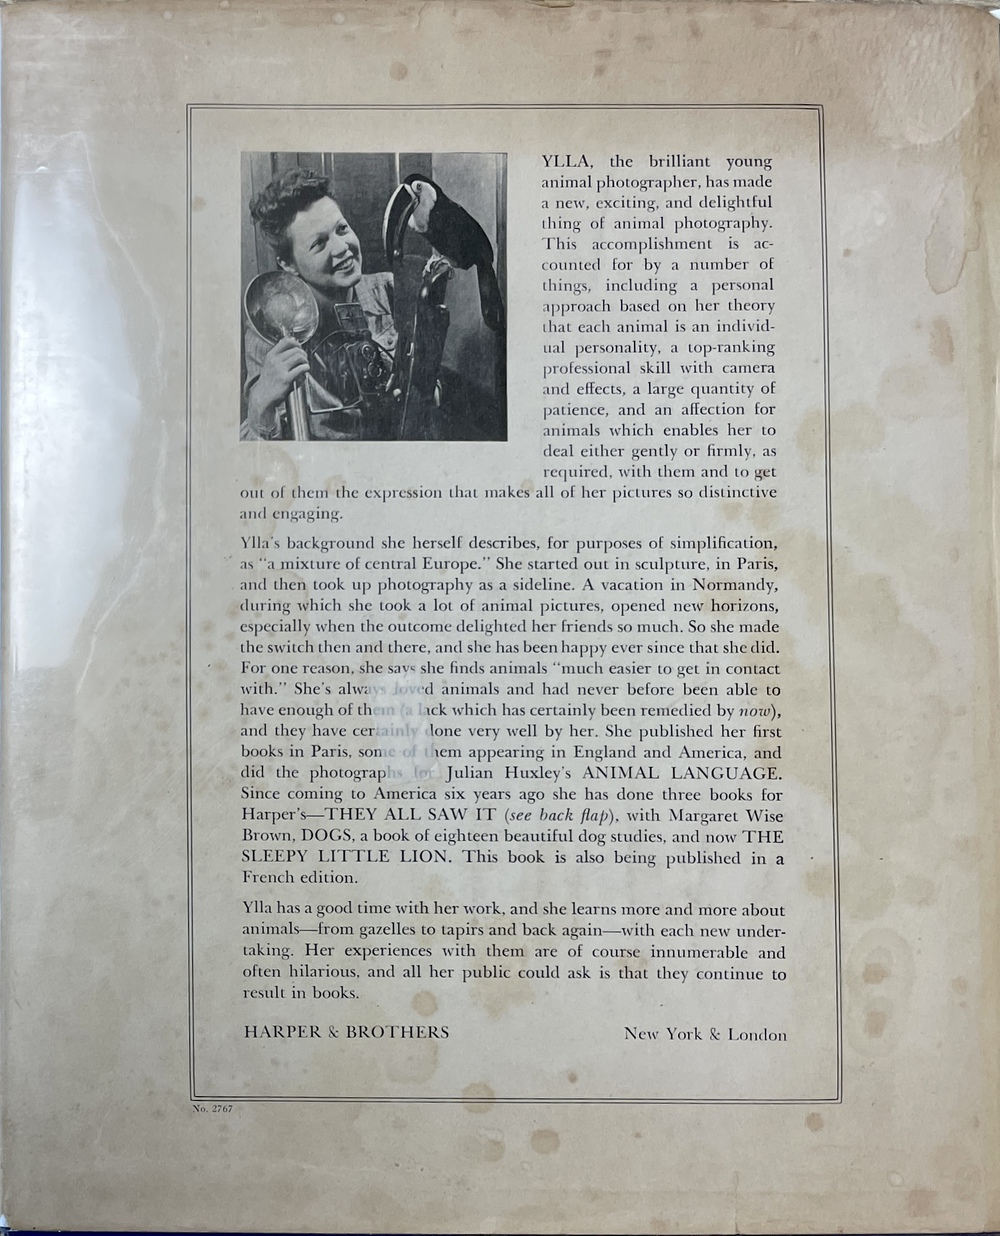 YLLA, the brilliant young
animal photographer, has made
a new, exciting, and delightful
thing of animal photography.
This accomplishment is ac-
counted for by a number of
things, including a personal
approach based on her theory
that each animal is an individ-
ual personality, a top-ranking
professional skill with camera
and effects, a large quantity of
patience, and an affection for
animals which enables her to
deal either gently or firmly, as
required, with them and to get
out of them the expression that makes all of her pictures so distinctive
and engaging.
Ylla's background she herself describes, for purposes of simplification,
as "a mixture of central Europe." She started out in sculpture, in Paris,
and then took up photography as a sideline. A vacation in Normandy,
during which she took a lot of animal pictures, opened new horizons,
especially when the outcome delighted her friends so much. So she made
the switch then and there, and she has been happy ever since that she did.
For one reason, she says she finds animals "much easier to get in contact
with." She's always loved animals and had never before been able to
have enough of them (a lack which has certainly been remedied by now),
and they have certainly done very well by her. She published her first
books in Paris, some of them appearing in England and America, and
did the photographs for Julian Huxley's ANIMAL LANGUAGE.
Since coming to America six years ago she has done three books for
Harper's—THEY ALL SAW IT (see back flap), with Margaret Wise
Brown, DOGS, a book of eighteen beautiful dog studies, and now THE
SLEEPY LITTLE LION. This book is also being published in a
French edition.
Ylla has a good time with her work, and she learns more and more about
animals—from gazelles to tapirs and back again—with each new under-
taking. Her experiences with them are of course innumerable and
often hilarious, and all her public could ask is that they continue to
result in books.
HARPER & BROTHERS New York & London
No. 2767